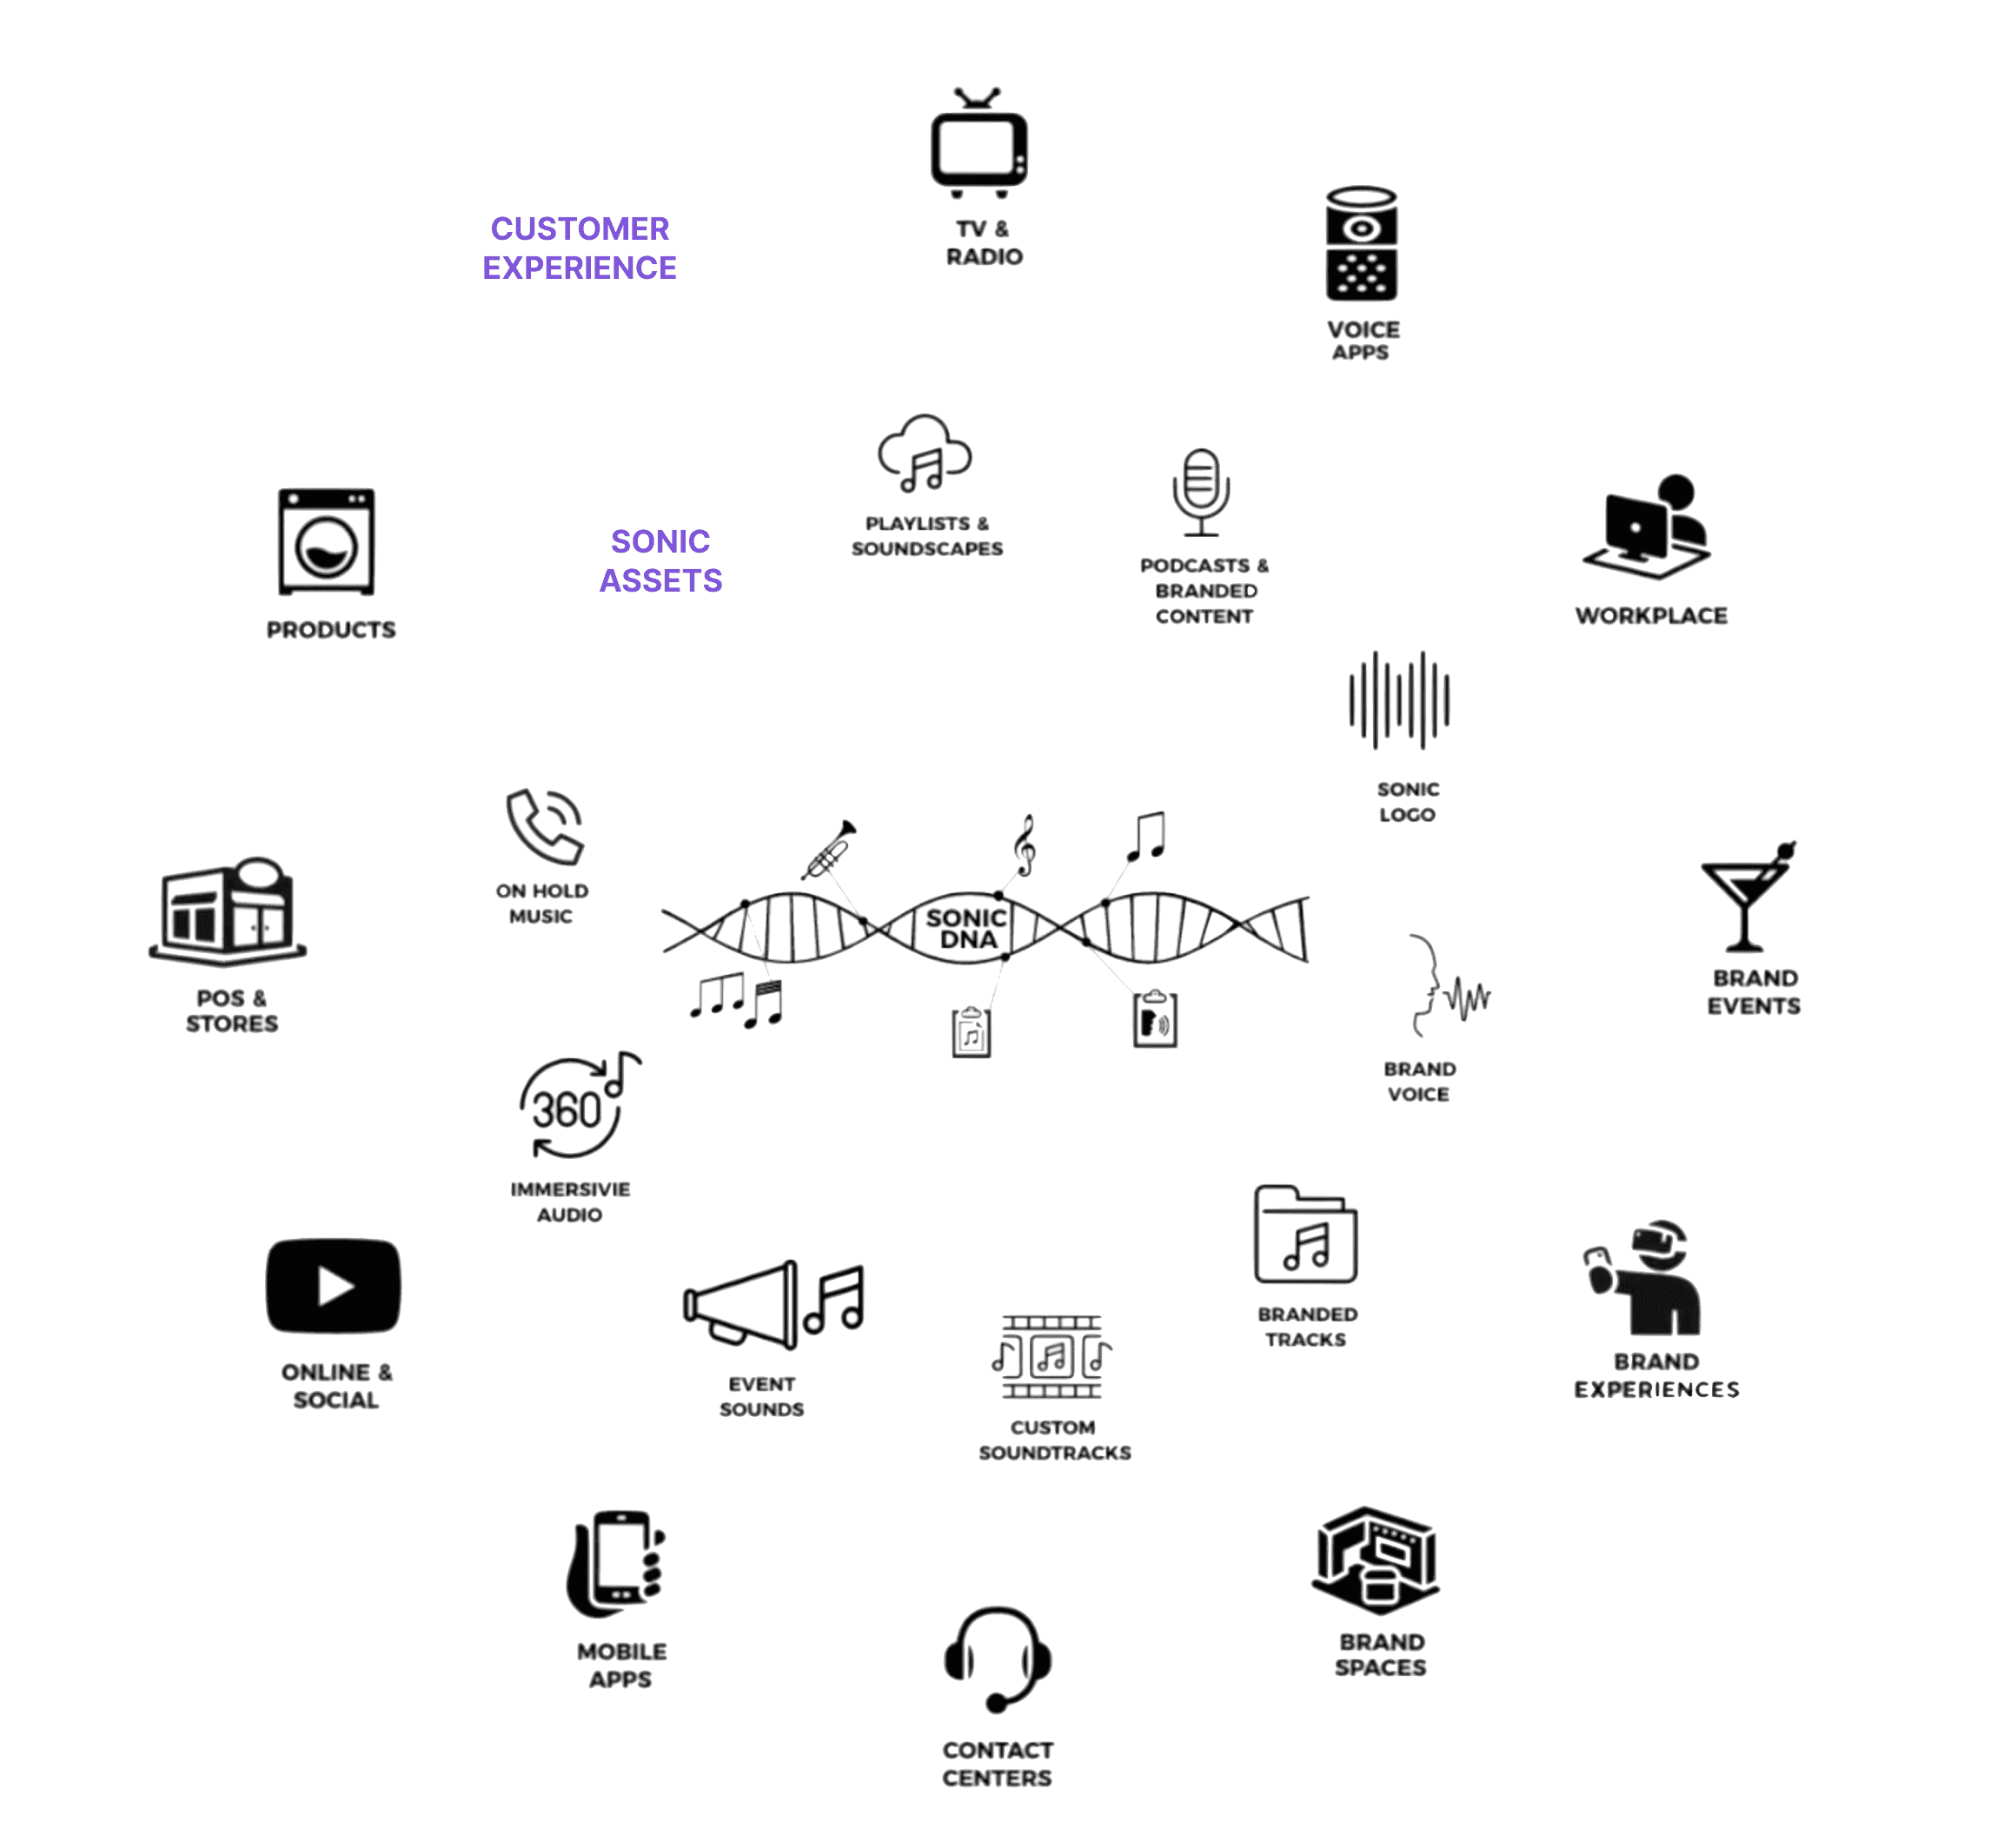 TV &
RADIO
CUSTOMER
EXPERIENCE
VOICE
APPS
PLAYLISTS &
SOUNDSCAPES
SONIC
ASSETS
PODCASTS &
BRANDED
CONTENT
PRODUCTS
WORKPLACE
SONIC
LOGO
ON HOLD
MUSIC
SONIC
DNA
POS &
STORES
BRAND
EVENTS
BRAND
VOICE
360
IMMERSIVIE
AUDIO
BRANDED
TRACKS
ONLINE &
SOCIAL
EVENT
SOUNDS
BRAND
EXPERIENCES
CUSTOM
SOUNDTRACKS
MOBILE
APPS
BRAND
SPACES
CONTACT
CENTERS